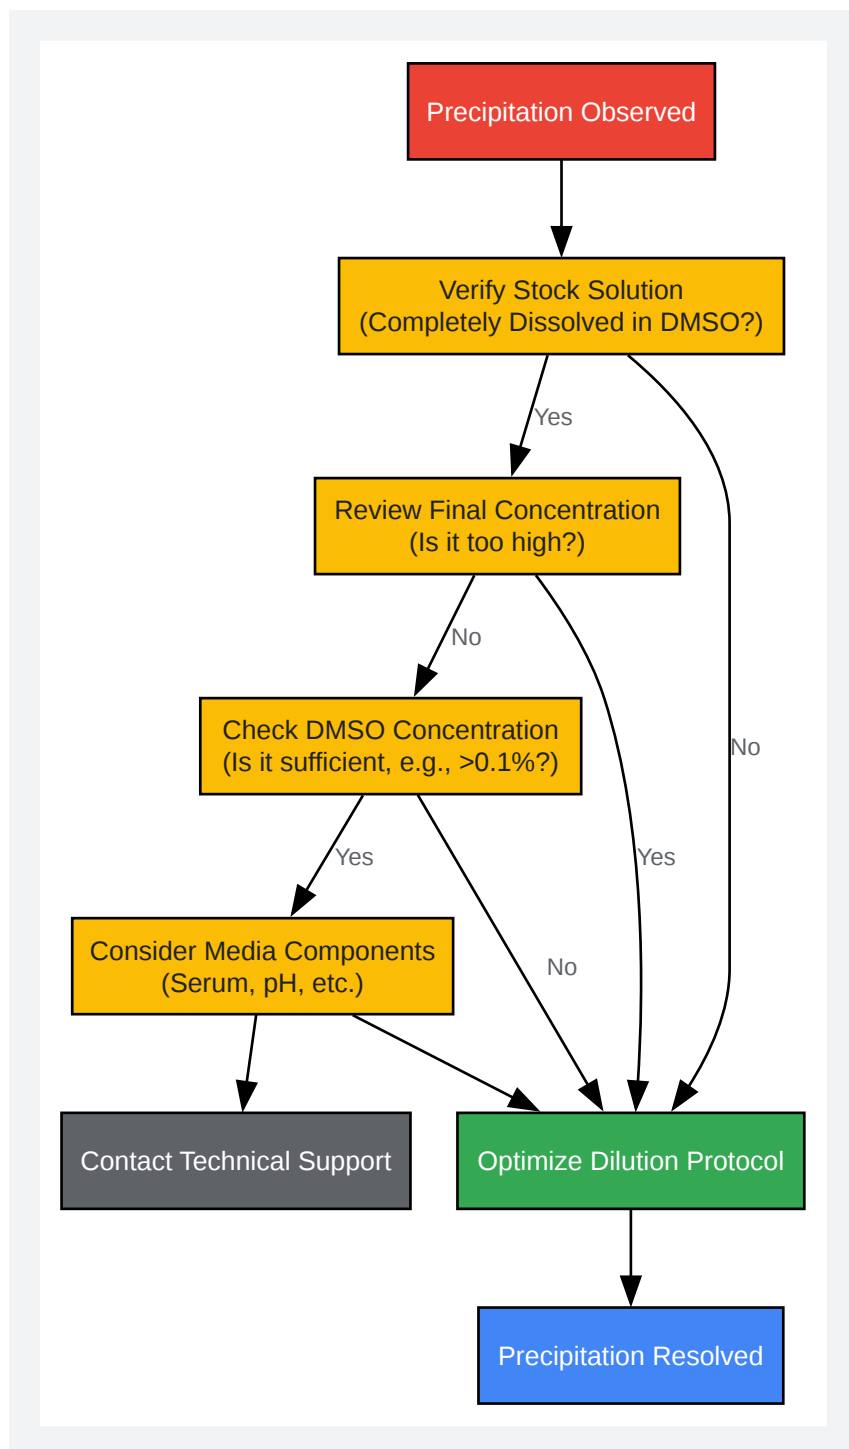 Precipitation Observed
Verify Stock Solution
(Completely Dissolved in DMSO?)
Yes
Review Final Concentration
(Is it too high?)
No
Check DMSO Concentration
(Is it sufficient, e.g., >0.1%?)
No
Yes
Yes
Consider Media Components
(Serum, pH, etc.)
No
Contact Technical Support
Optimize Dilution Protocol
Precipitation Resolved